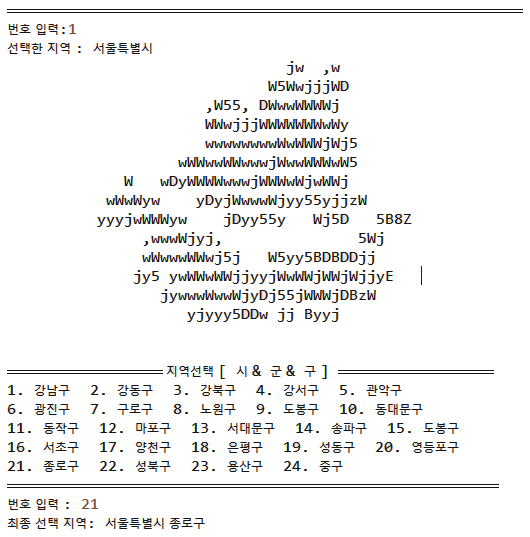 번호 입력:1
선택한 지역 : 서울특별시
jw ,w
W5WwjjjWD
,W55, DWwwWWWWj
WWwjjjWWWWWWWwWy
wwwwwwwwWwWWWjWj5
wWWwwWWwwwjWwwWWWwW5
W wDyWWWWwwwjWWWwWjwWWj
wWwWyw yDyjWwwwWjyy55yjjzW
yyyjwWWWyw jDyy55y Wj5D 5B8Z
,wwwWjyj, 5Wj
wWwwwWWwj5j W5yy5BDBDDjj
jy5 ywWWwWWjjyyjWwWWjWWjWjjyE
jywwwWwwWjyDj55jWWWjDBzW
yjyyy5DDw jj Byyj
지역선택 [ 시 & 군 & 구 ]
1. 강남구 2. 강동구 3. 강북구 4. 강서구 5. 관악구
6. 광진구 7. 구로구 8. 노원구 9. 도봉구 10. 동대문구
11. 동작구 12. 마포구 13. 서대문구 14. 송파구 15. 도봉구
16. 서초구 17. 양천구 18. 은평구 19. 성동구 20. 영등포구
21. 종로구 22. 성북구 23. 용산구 24. 중구
번호 입력 : 21
최종 선택 지역: 서울특별시 종로구